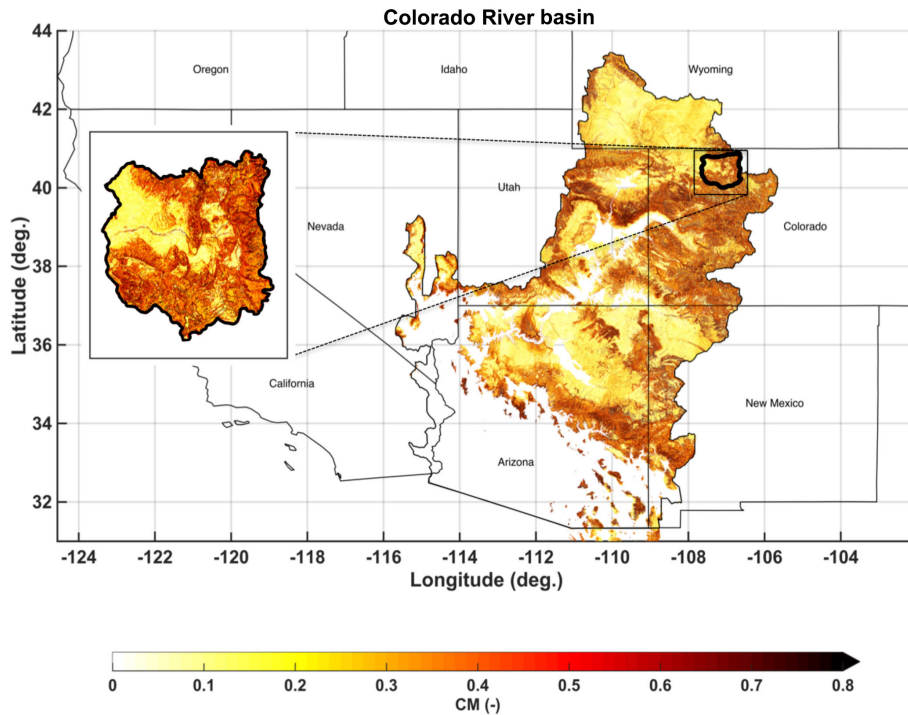 Colorado River basin
44
42
40
38
36
34
32
Latitude (deg.)
Oregon
Idaho
Wyoming
Utah
Nevada
Colorado
California
New Mexico
Arizona
-124 -122 -120 -118 -116 -114 -112 -110 -108 -106 -104
Longitude (deg.)
0 0.1 0.2 0.3 0.4 0.5 0.6 0.7 0.8
CM (-)